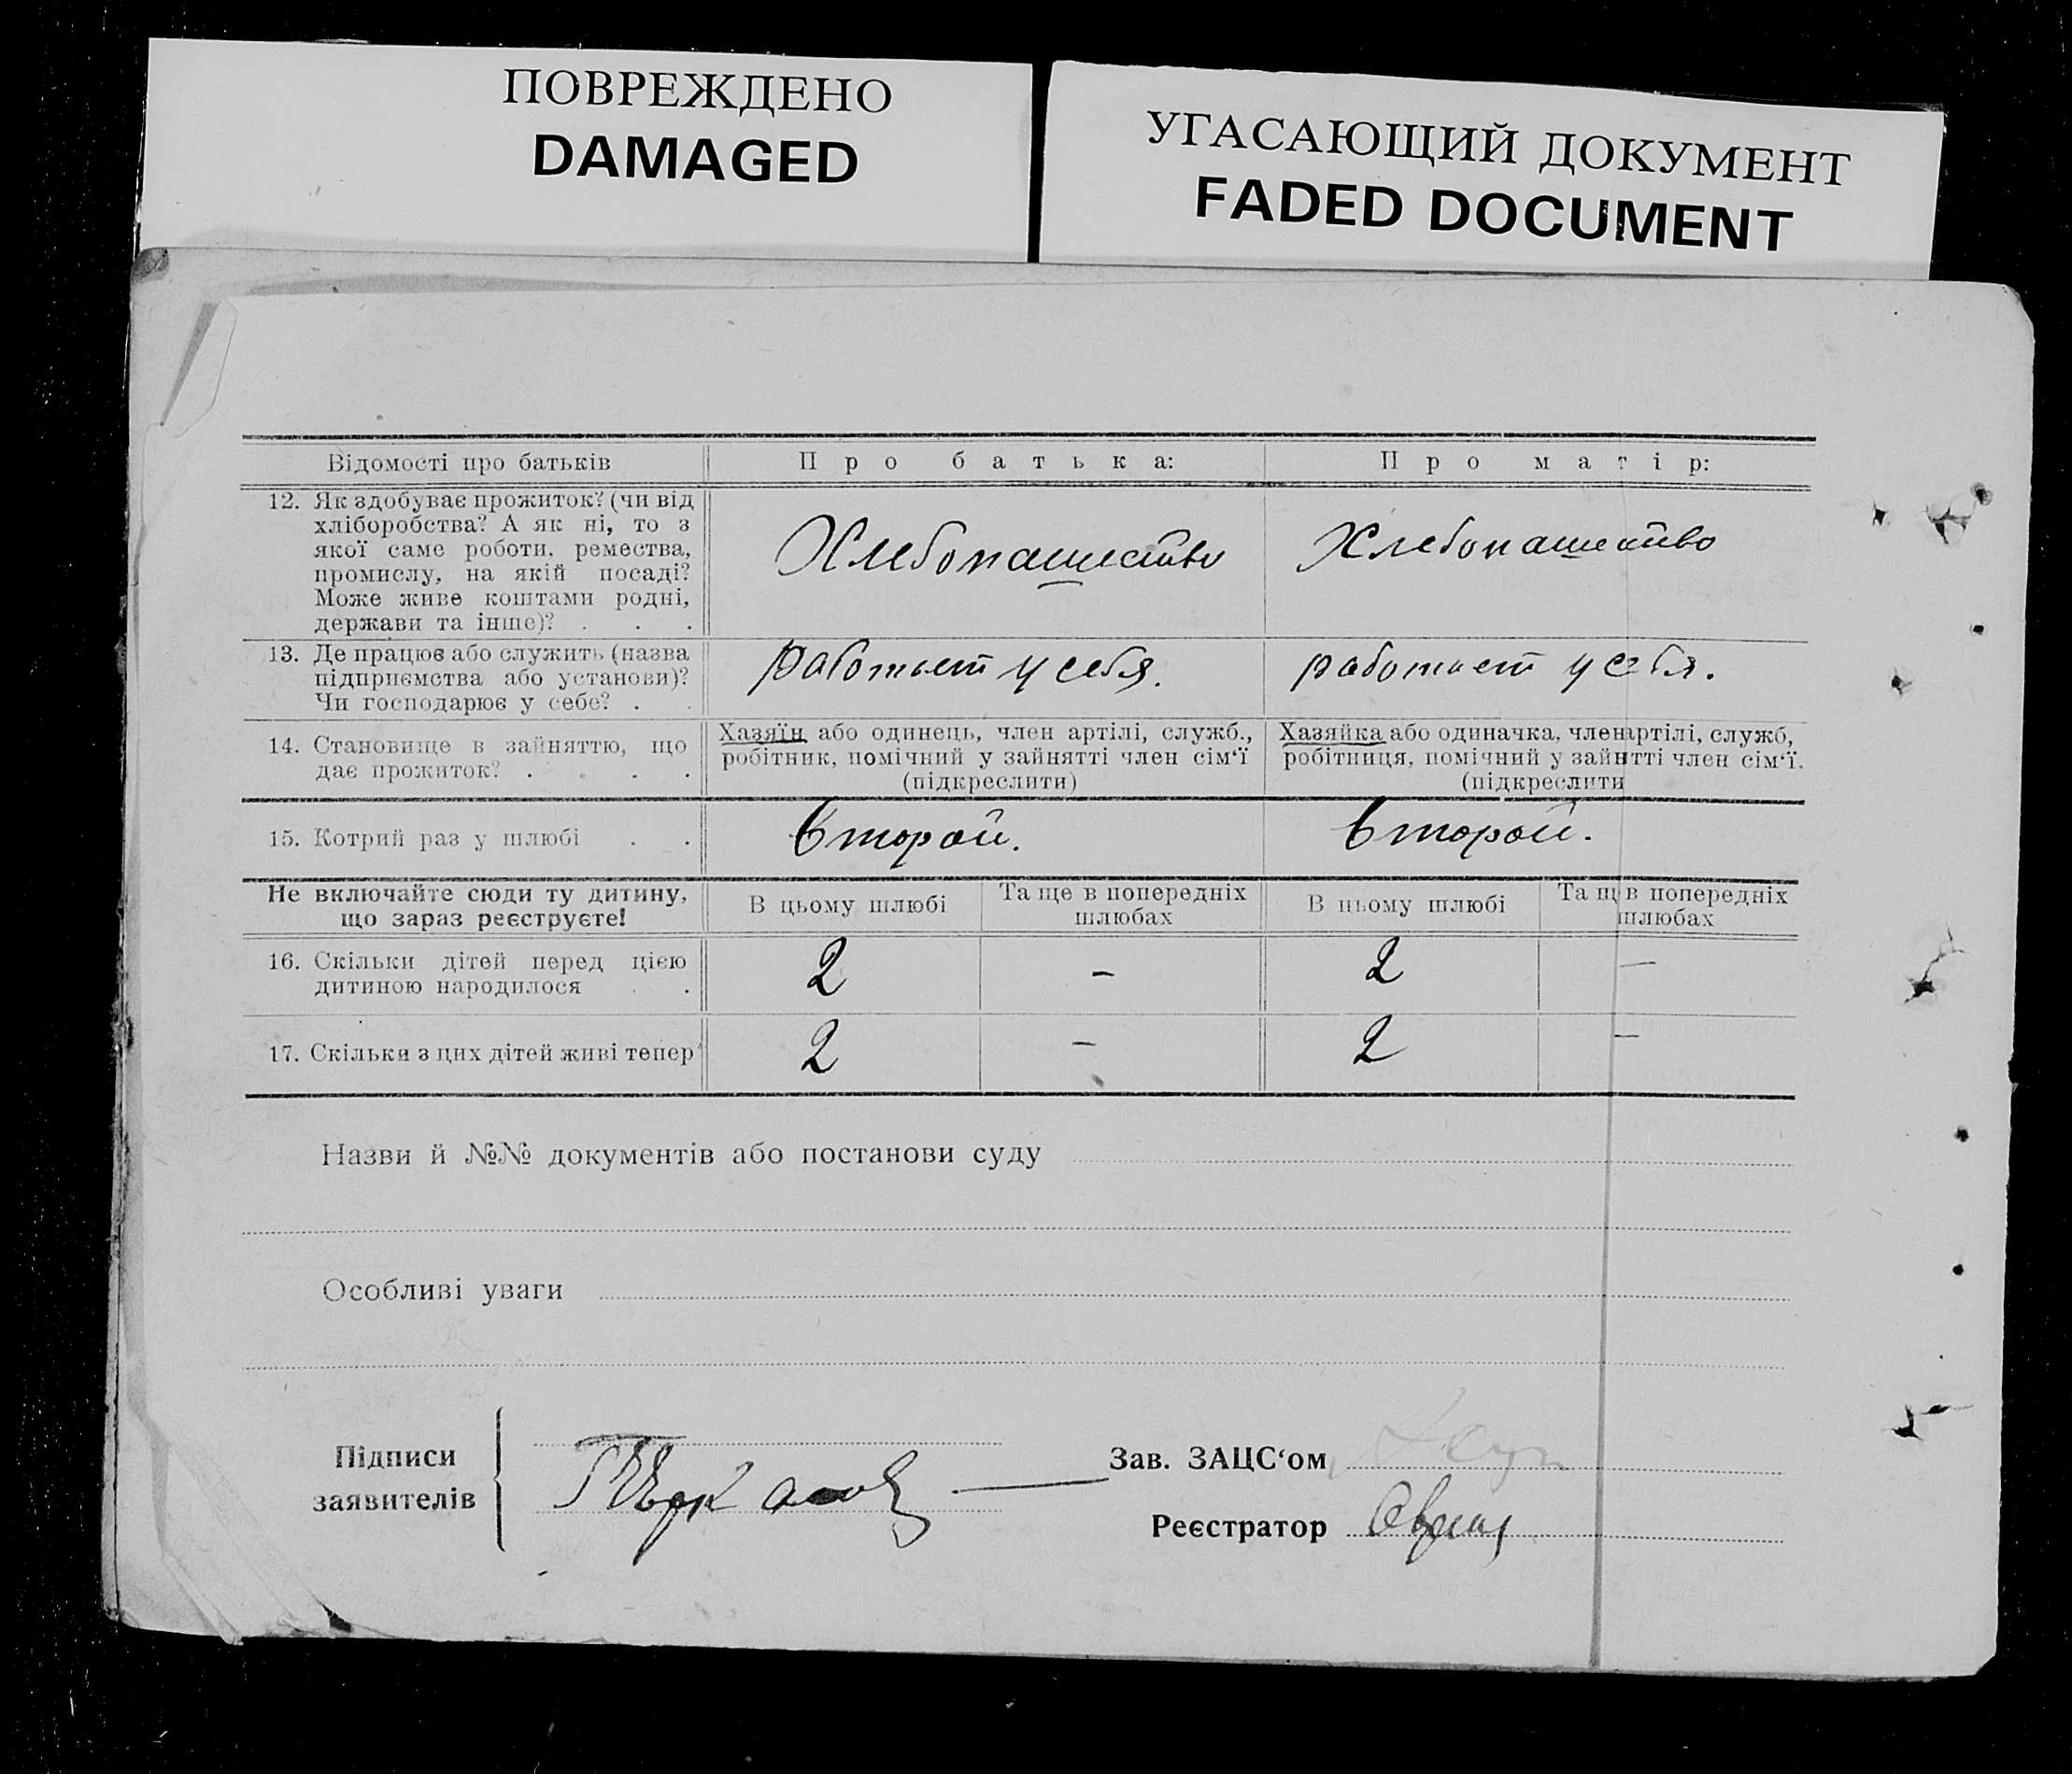 ПОВРЕЖДЕНО
DAMAGED
УГАСАЮЩИЙ ДОКУМЕНТ
FADED DOCUMENT
Відомості про батьків
Про батька:
Про матір:
12. Як здобуває прожиток? (чи від
хліборобства? А як ні, то з
якої саме роботи, ремества,
промислу, на якій посаді?
Може живе коштами родні,
держави та інше)? . . .
Хлебопашество
Хлебопашество
13. Де працює або служить (назва
підприємства або установи)?
Чи господарює у себе? . .
работает у себя.
работает у себя.
14. Становище в зайняттю, що
дає прожиток? . . . .
Хазяїн або одинець, член артілі, служб.,
робітник, помічний у зайнятті член сім‘ї
(підкреслити)
Хазяйка або одиначка, член артілі, служб,
робітниця, помічний у зайнятті член сім‘ї.
(підкреслити
15. Котрий раз у шлюбі . .
Второй.
Второй.
Не включайте сюди ту дитину,
що зараз реєструєте!
В цьому шлюбі
Та ще в попередніх
шлюбах
В цьому шлюбі
Та щ в попередніх
шлюбах
16. Скільки дітей перед цією
дитиною народилося . .
2
–
2
–
17. Скільки з цих дітей живі тепер
2
–
2
–
Назви й №№ документів або постанови суду
Особливі уваги
Підписи
заявителів
Зав. ЗАЦС‘ом
Реєстратор